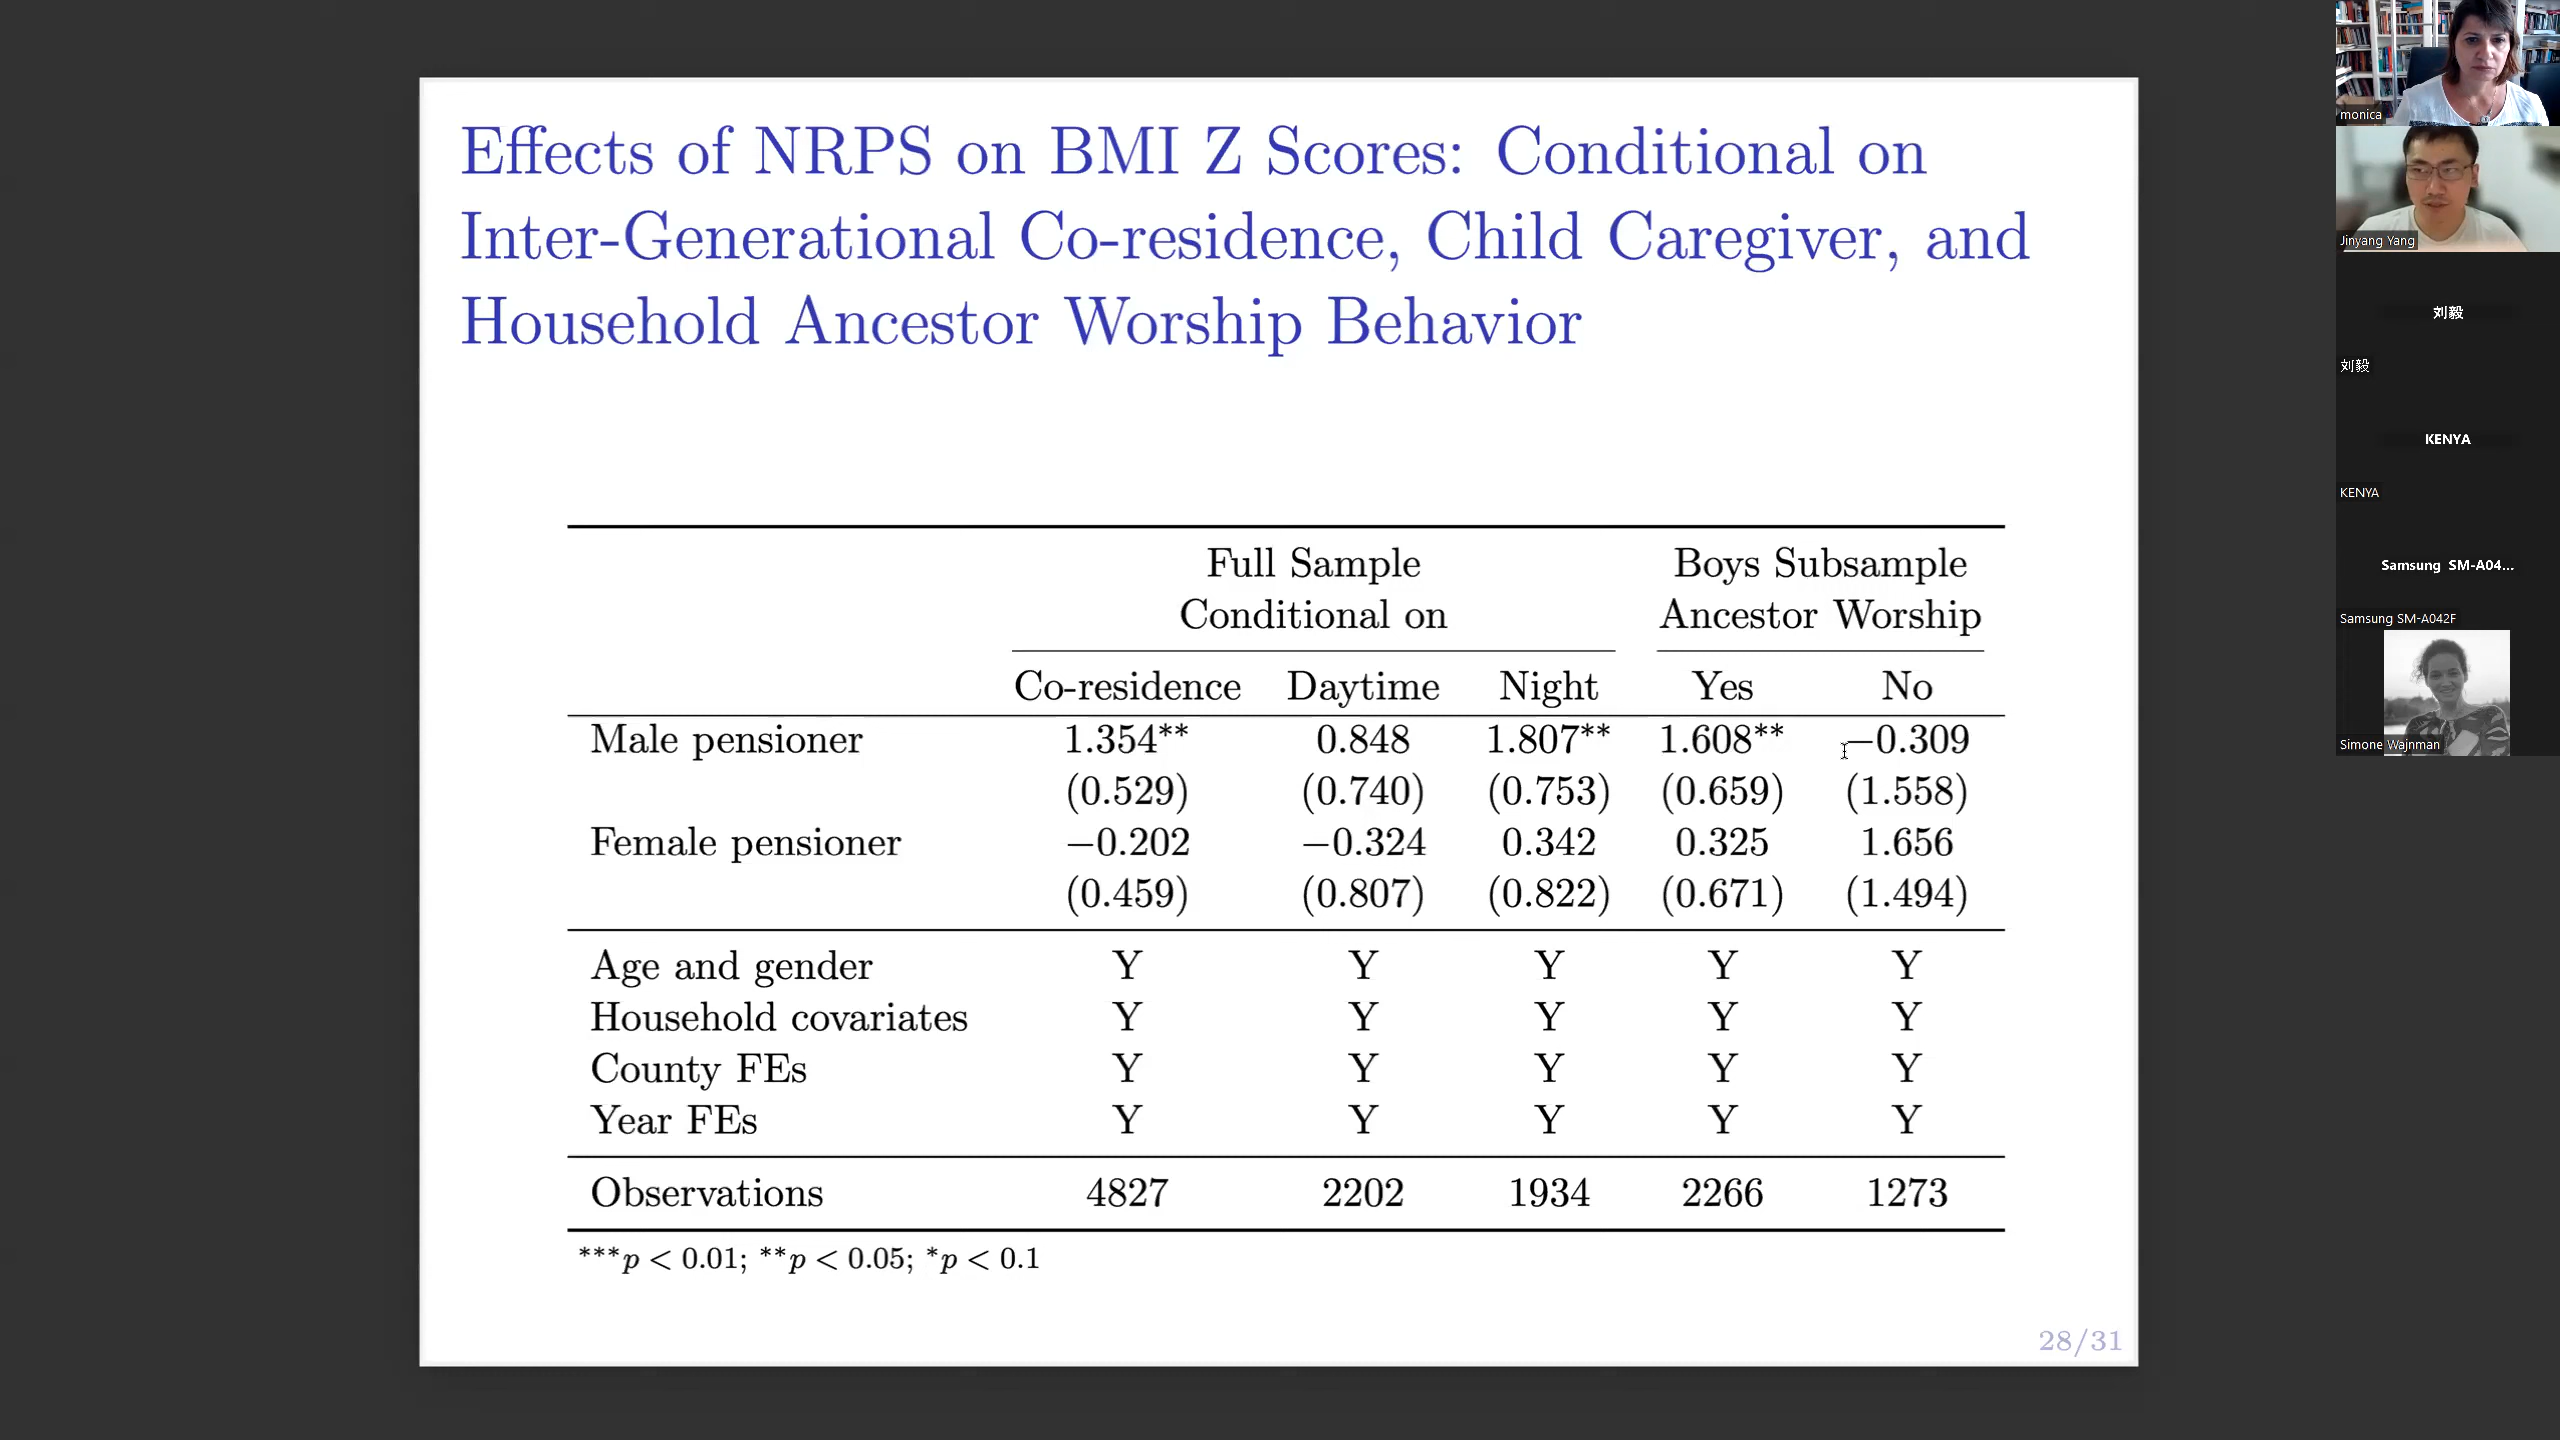 Effects of NRPS on BMI Z Scores: Conditional on
Inter-Generational Co-residence, Child Caregiver, and
Household Ancestor Worship Behavior
Full Sample Boys Subsample
Conditional on Ancestor Worship
Co-residence Daytime Night Yes No
Male pensioner 1.354** 0.848 1.807** 1.608** −0.309
(0.529) (0.740) (0.753) (0.659) (1.558)
Female pensioner −0.202 −0.324 0.342 0.325 1.656
(0.459) (0.807) (0.822) (0.671) (1.494)
Age and gender Y Y Y Y Y
Household covariates Y Y Y Y Y
County FEs Y Y Y Y Y
Year FEs Y Y Y Y Y
Observations 4827 2202 1934 2266 1273
***p < 0.01; **p < 0.05; *p < 0.1
28/31
monica
Jinyang Yang
刘毅
刘毅
KENYA
KENYA
Samsung SM-A04...
Samsung SM-A042F
Simone Wajnman